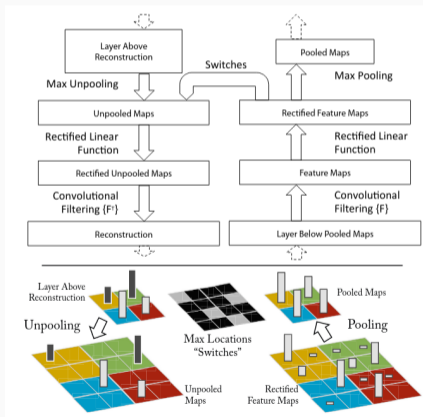 Layer Above
Reconstruction
Pooled Maps
Switches
Max Unpooling
Max Pooling
Unpooled Maps
Rectified Feature Maps
Rectified Linear
Function
Rectified Linear
Function
Rectified Unpooled Maps
Feature Maps
Convolutional
Filtering {Fᵀ}
Convolutional
Filtering {F}
Reconstruction
Layer Below Pooled Maps
Layer Above
Reconstruction
Pooled Maps
Unpooling
Max Locations
“Switches”
Pooling
Unpooled
Maps
Rectified
Feature Maps